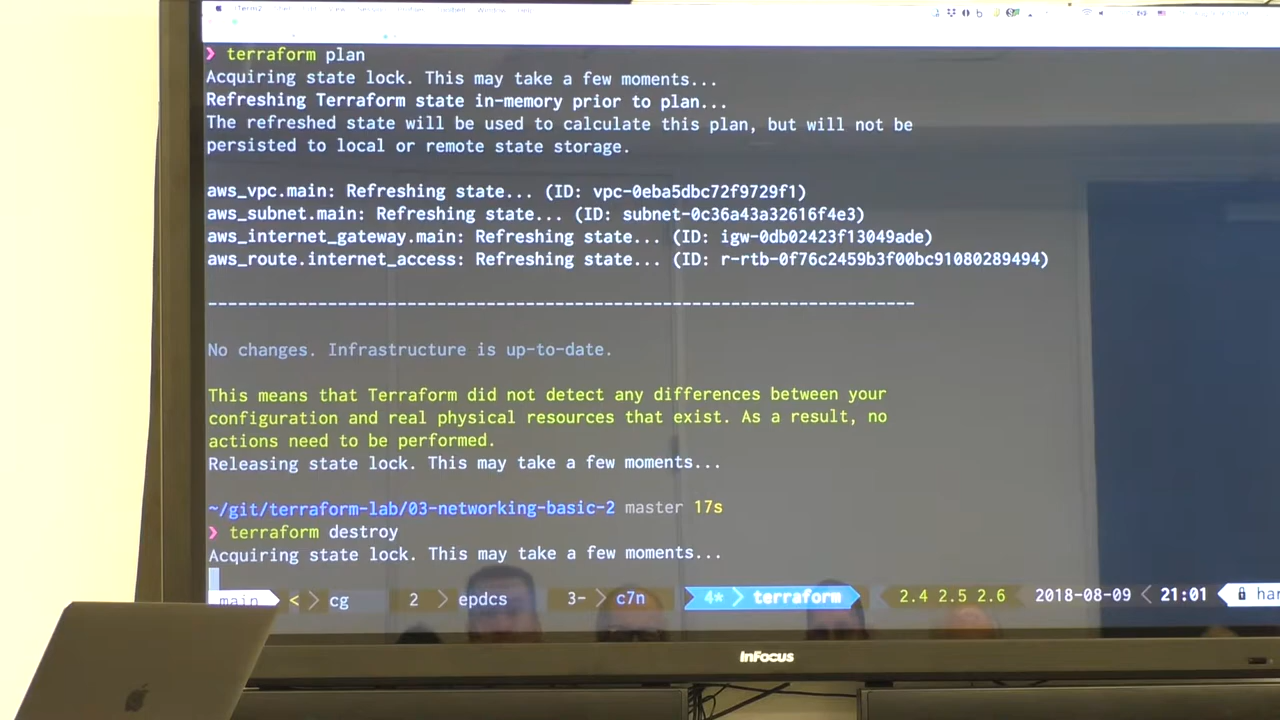 iTerm2
❯ terraform plan
Acquiring state lock. This may take a few moments...
Refreshing Terraform state in-memory prior to plan...
The refreshed state will be used to calculate this plan, but will not be
persisted to local or remote state storage.
aws_vpc.main: Refreshing state... (ID: vpc-0eba5dbc72f9729f1)
aws_subnet.main: Refreshing state... (ID: subnet-0c36a43a32616f4e3)
aws_internet_gateway.main: Refreshing state... (ID: igw-0db02423f13049ade)
aws_route.internet_access: Refreshing state... (ID: r-rtb-0f76c2459b3f00bc91080289494)
------------------------------------------------------------------------
No changes. Infrastructure is up-to-date.
This means that Terraform did not detect any differences between your
configuration and real physical resources that exist. As a result, no
actions need to be performed.
Releasing state lock. This may take a few moments...
~/git/terraform-lab/03-networking-basic-2 master 17s
❯ terraform destroy
Acquiring state lock. This may take a few moments...
main < > cg 2 > epdcs 3- > c7n 4* > terraform 2.4 2.5 2.6 2018-08-09 < 21:01 har
InFocus